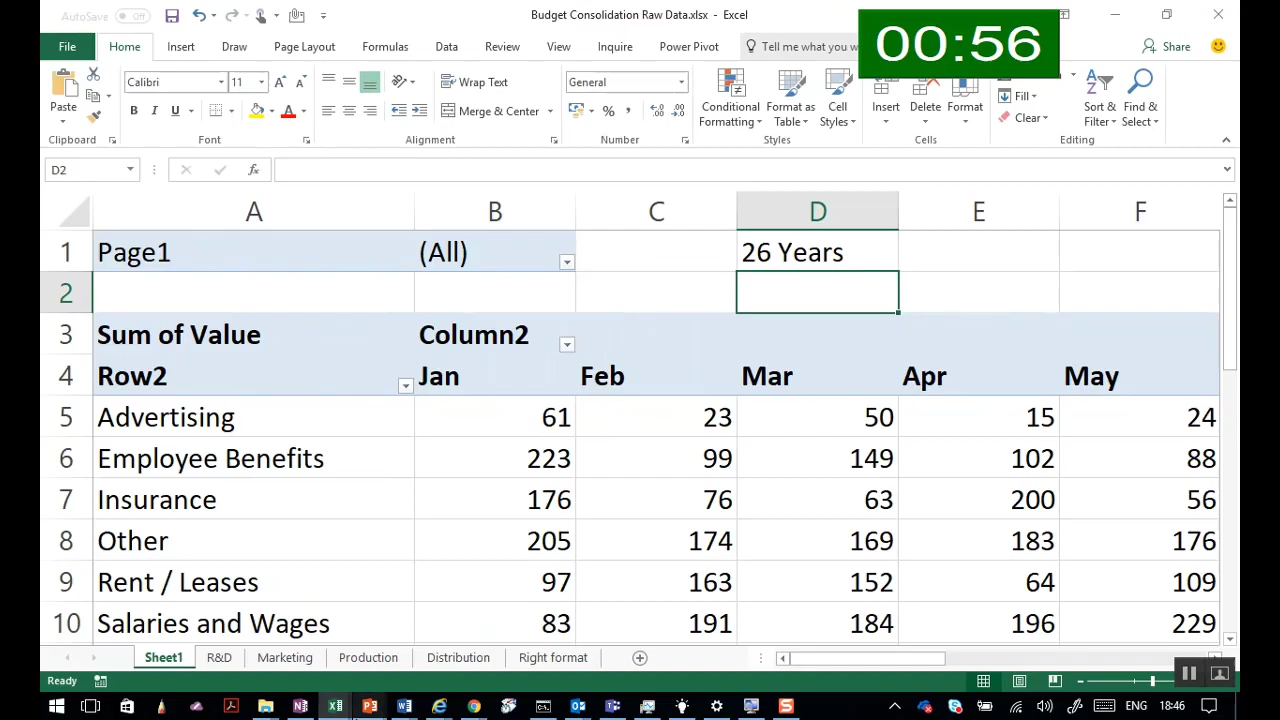 AutoSave Off
Budget Consolidation Raw Data.xlsx - Excel
00:56
File Home Insert Draw Page Layout Formulas Data Review View Inquire Power Pivot Tell me what you w Share
Paste
Calibri 11
Wrap Text
General
Conditional Formatting
Format as Table
Cell Styles
Insert Delete Format
Fill
Clear
Sort & Filter
Find & Select
B I U
Merge & Center
Clipboard Font Alignment Number Styles Cells Editing
D2 fx
A B C D E F
1 Page1 (All) 26 Years
2
3 Sum of Value Column2
4 Row2 Jan Feb Mar Apr May
5 Advertising 61 23 50 15 24
6 Employee Benefits 223 99 149 102 88
7 Insurance 176 76 63 200 56
8 Other 205 174 169 183 176
9 Rent / Leases 97 163 152 64 109
10 Salaries and Wages 83 191 184 196 229
Sheet1 R&D Marketing Production Distribution Right format
Ready
ENG 18:46